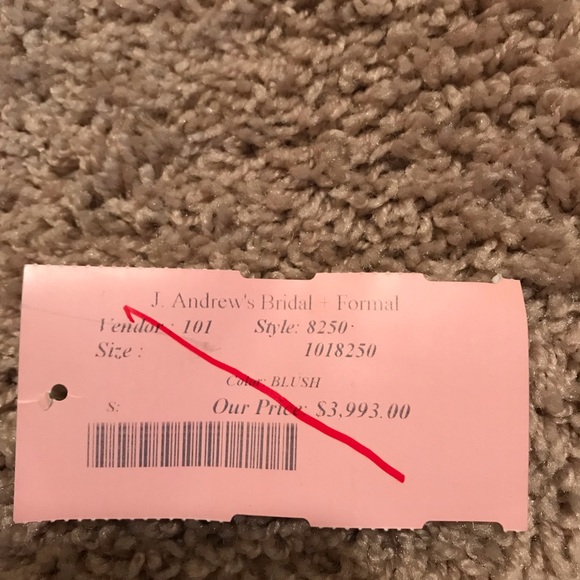 J. Andrew's Bridal + Formal
Vendor : 101 Style: 8250
Size : 1018250
Color: BLUSH
S: Our Price: $3,993.00